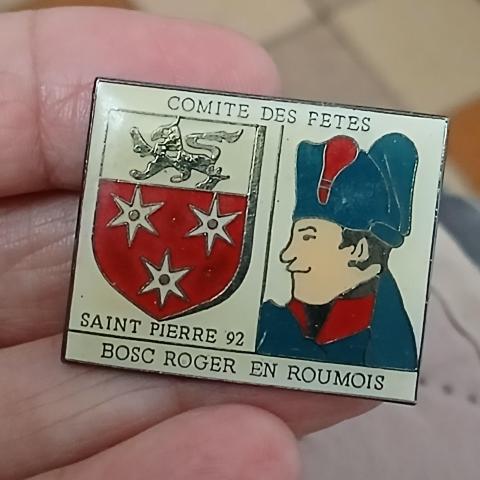 COMITE DES FETES
SAINT PIERRE 92
BOSC ROGER EN ROUMOIS